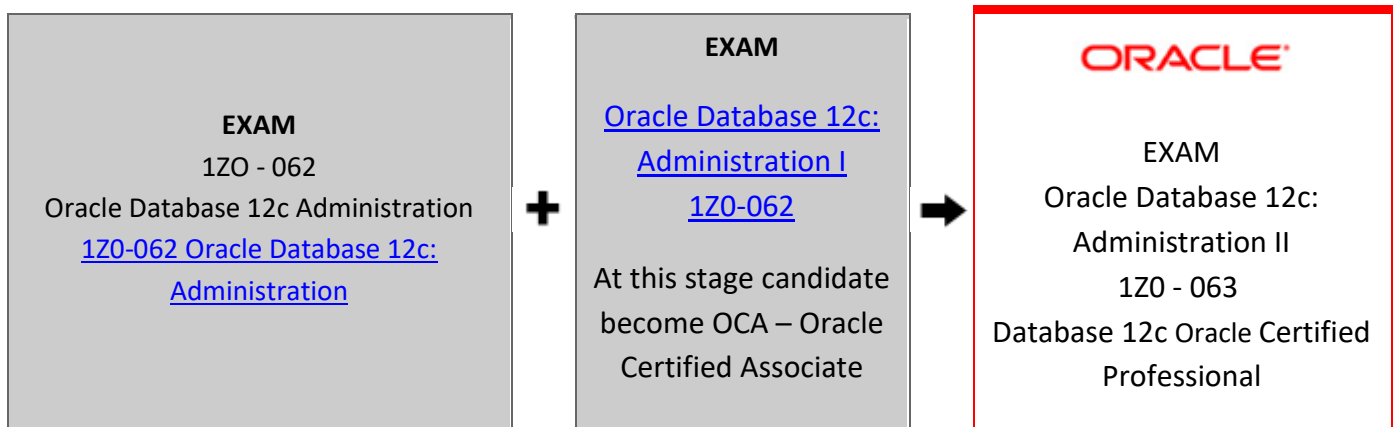 EXAM
1ZO - 062
Oracle Database 12c Administration
1Z0-062 Oracle Database 12c:
Administration
EXAM
Oracle Database 12c:
Administration I
1Z0-062
At this stage candidate
become OCA – Oracle
Certified Associate
ORACLE
EXAM
Oracle Database 12c:
Administration II
1Z0 - 063
Database 12c Oracle Certified
Professional